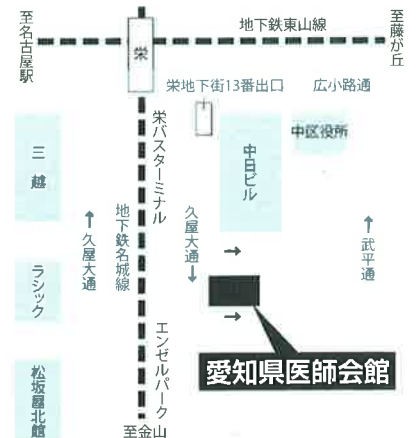 至名古屋駅
地下鉄東山線
至藤が丘
栄
栄地下街13番出口
広小路通
栄バスターミナル
中区役所
中日ビル
三越
久屋大通
地下鉄名城線
久屋大通
武平通
ラシック
エンゼルパーク
愛知県医師会館
松坂屋北館
至金山